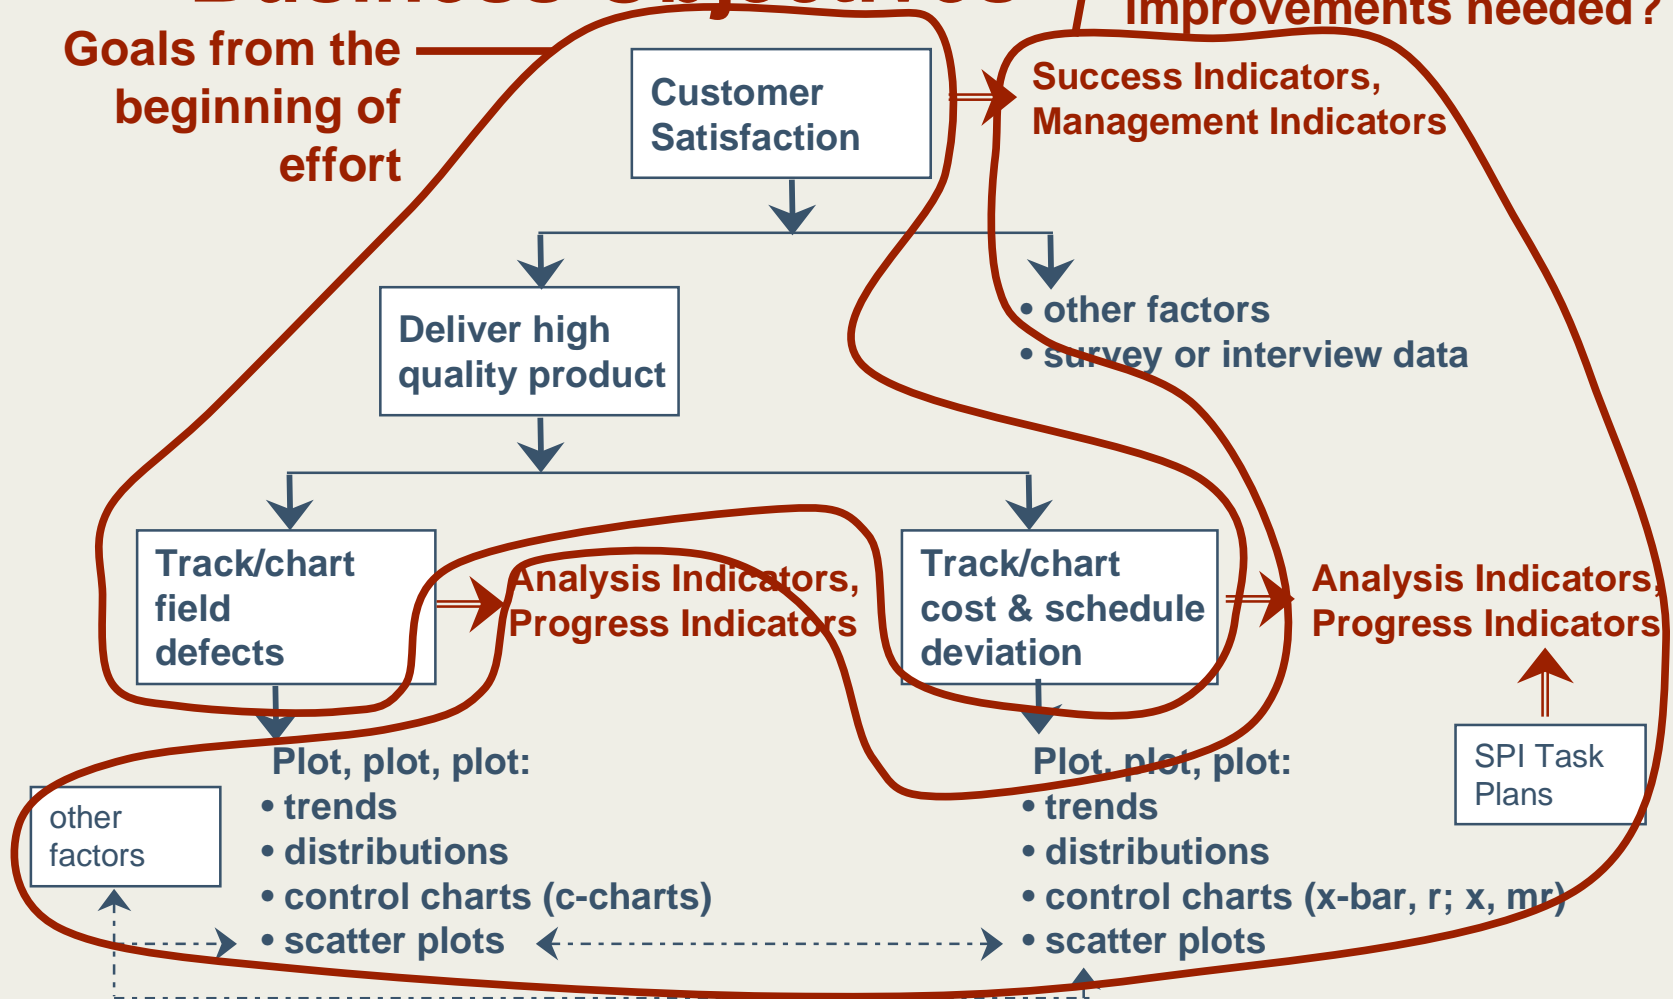 Business Objectives
improvements needed?
Goals from the
beginning of
effort
Customer
Satisfaction
Success Indicators,
Management Indicators
Deliver high
quality product
• other factors
• survey or interview data
Track/chart
field
defects
Analysis Indicators,
Progress Indicators
Track/chart
cost & schedule
deviation
Analysis Indicators,
Progress Indicators
SPI Task
Plans
other
factors
Plot, plot, plot:
• trends
• distributions
• control charts (c-charts)
• scatter plots
Plot, plot, plot:
• trends
• distributions
• control charts (x-bar, r; x, mr)
• scatter plots